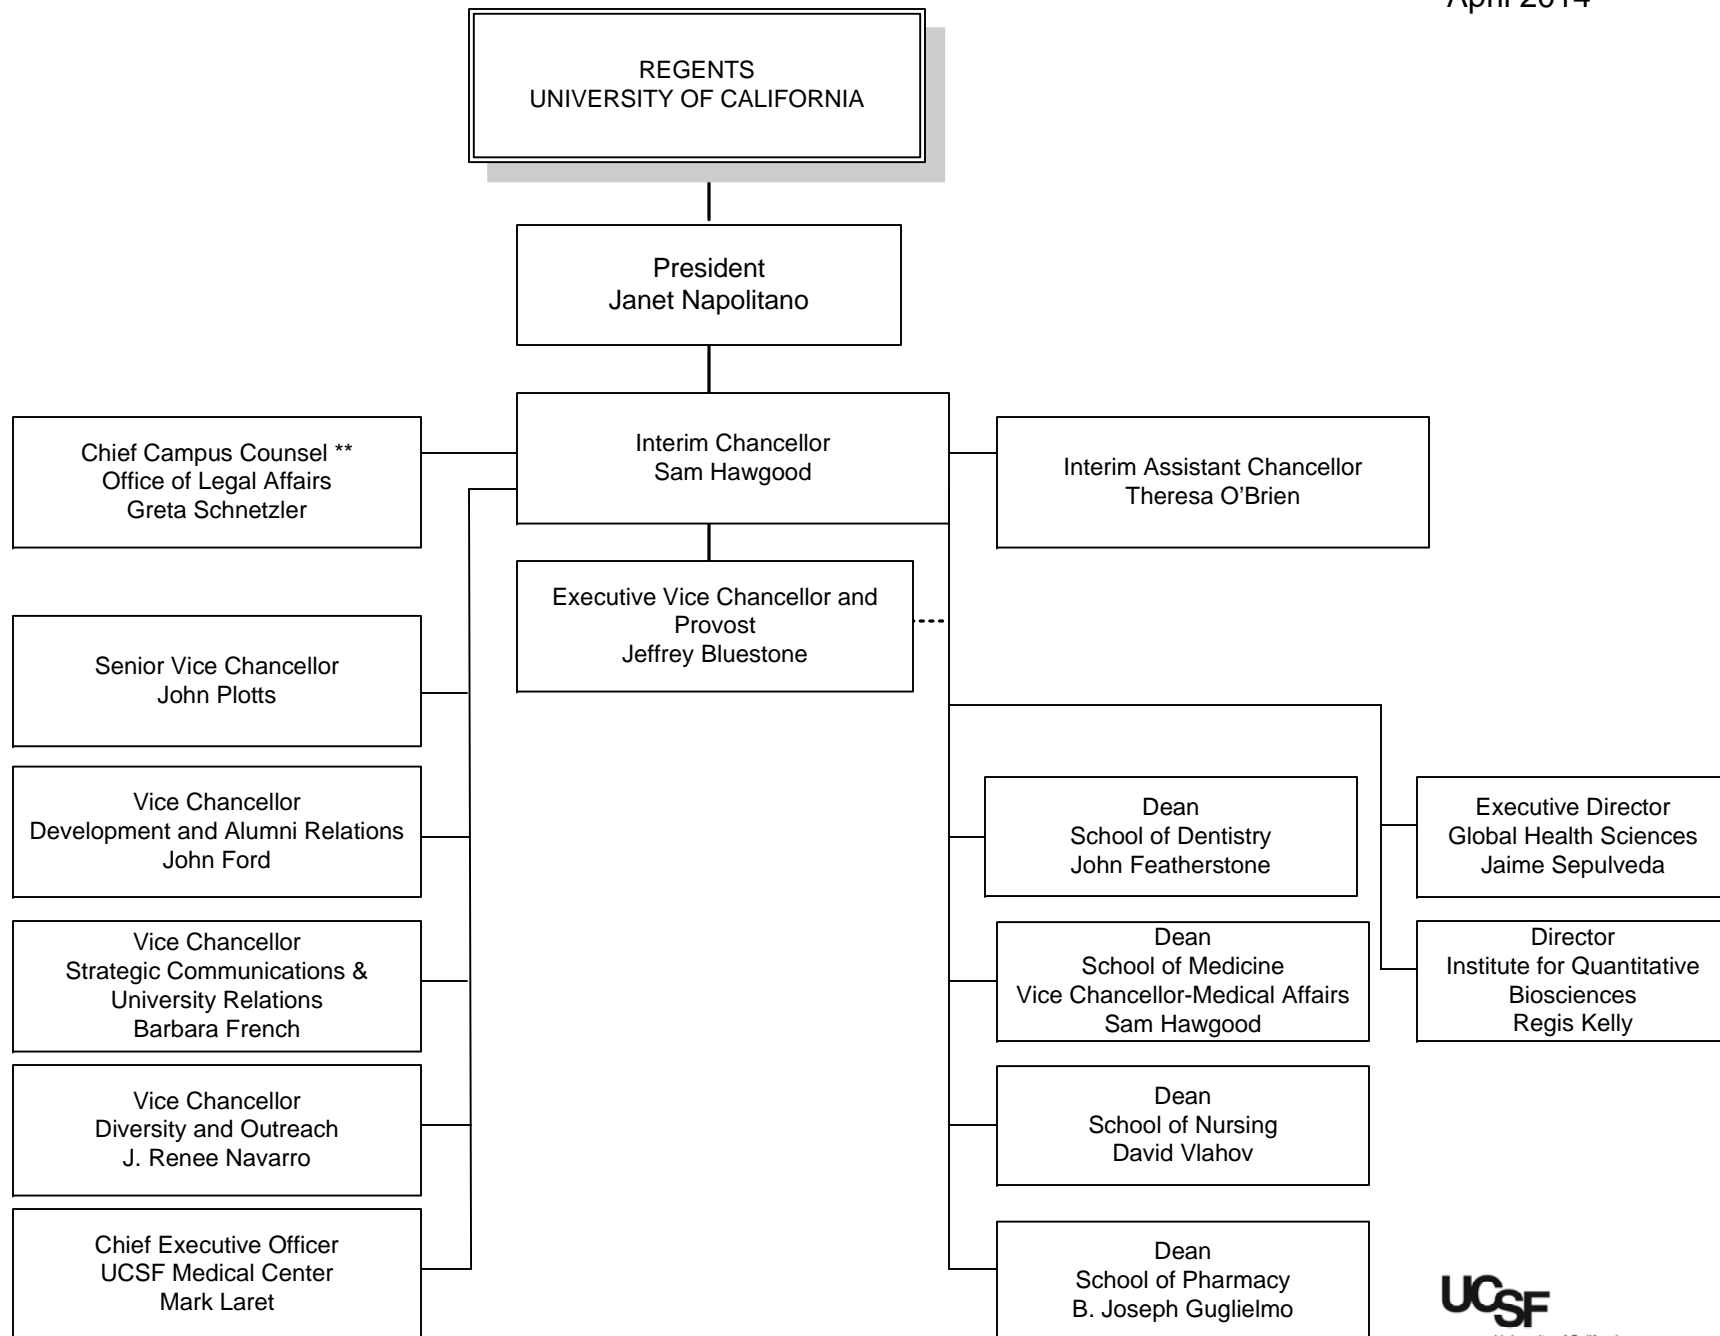 April 2014
REGENTS
UNIVERSITY OF CALIFORNIA
President
Janet Napolitano
Interim Chancellor
Sam Hawgood
Chief Campus Counsel **
Office of Legal Affairs
Greta Schnetzler
Interim Assistant Chancellor
Theresa O’Brien
Executive Vice Chancellor and
Provost
Jeffrey Bluestone
Senior Vice Chancellor
John Plotts
Vice Chancellor
Development and Alumni Relations
John Ford
Vice Chancellor
Strategic Communications &
University Relations
Barbara French
Vice Chancellor
Diversity and Outreach
J. Renee Navarro
Chief Executive Officer
UCSF Medical Center
Mark Laret
Dean
School of Dentistry
John Featherstone
Dean
School of Medicine
Vice Chancellor-Medical Affairs
Sam Hawgood
Dean
School of Nursing
David Vlahov
Dean
School of Pharmacy
B. Joseph Guglielmo
Executive Director
Global Health Sciences
Jaime Sepulveda
Director
Institute for Quantitative
Biosciences
Regis Kelly
UCSF